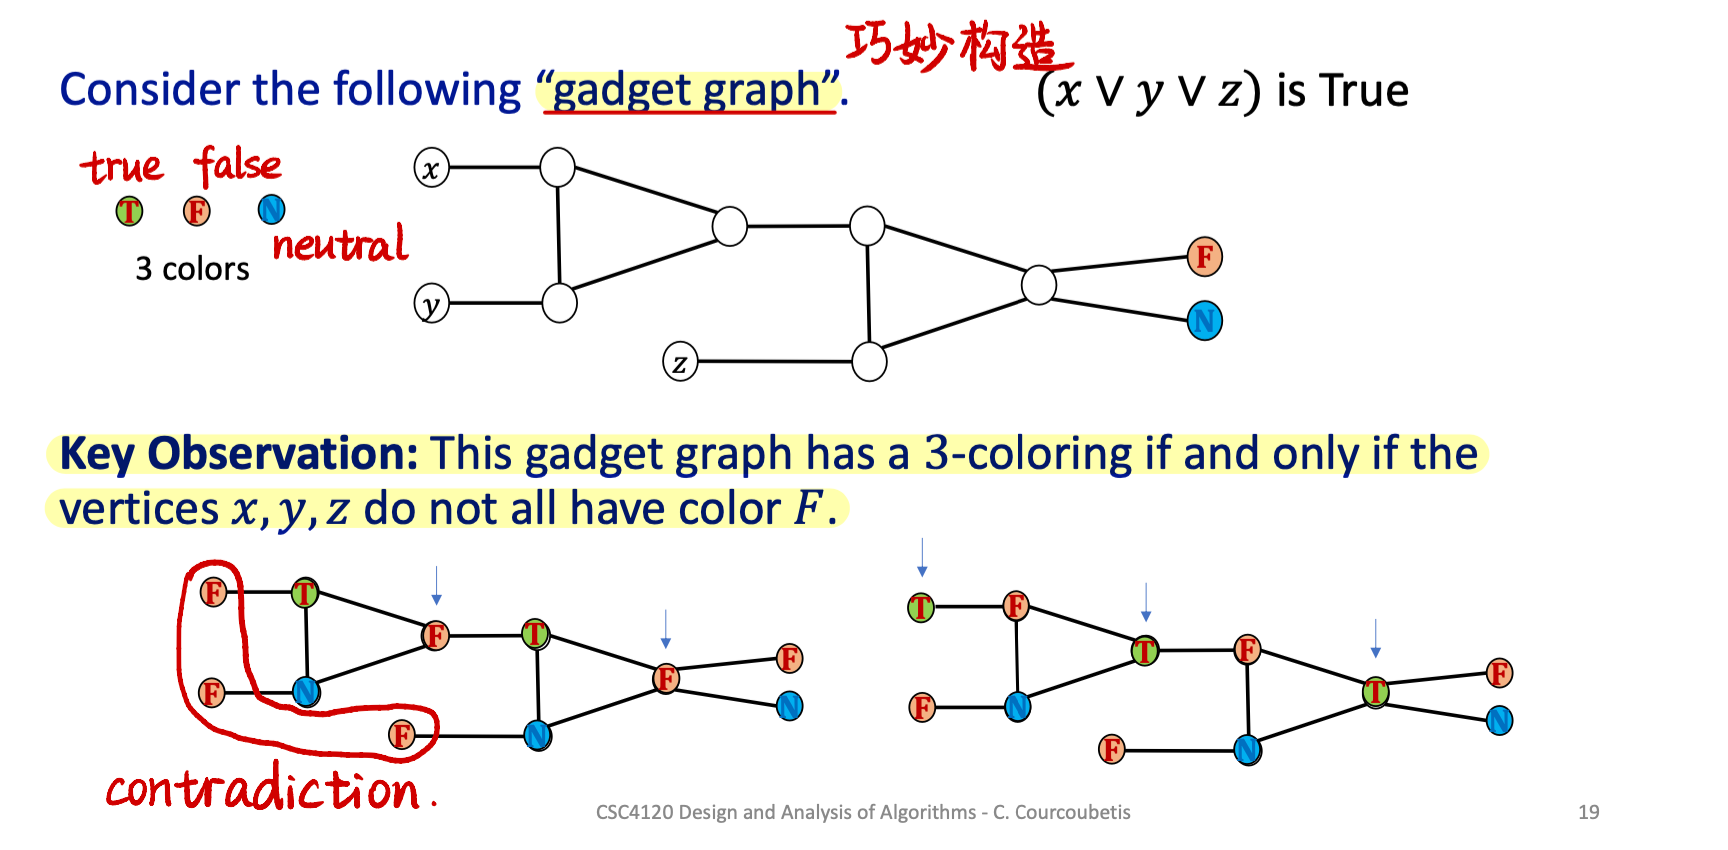 巧妙构造
Consider the following “gadget graph”.
(x ∨ y ∨ z) is True
true false
T F N
neutral
3 colors
x
y
z
F
N
Key Observation: This gadget graph has a 3-coloring if and only if the
vertices x, y, z do not all have color F.
F T F T F F
F N F N N
T F T F T F
F N F N N
contradiction.
CSC4120 Design and Analysis of Algorithms - C. Courcoubetis
19